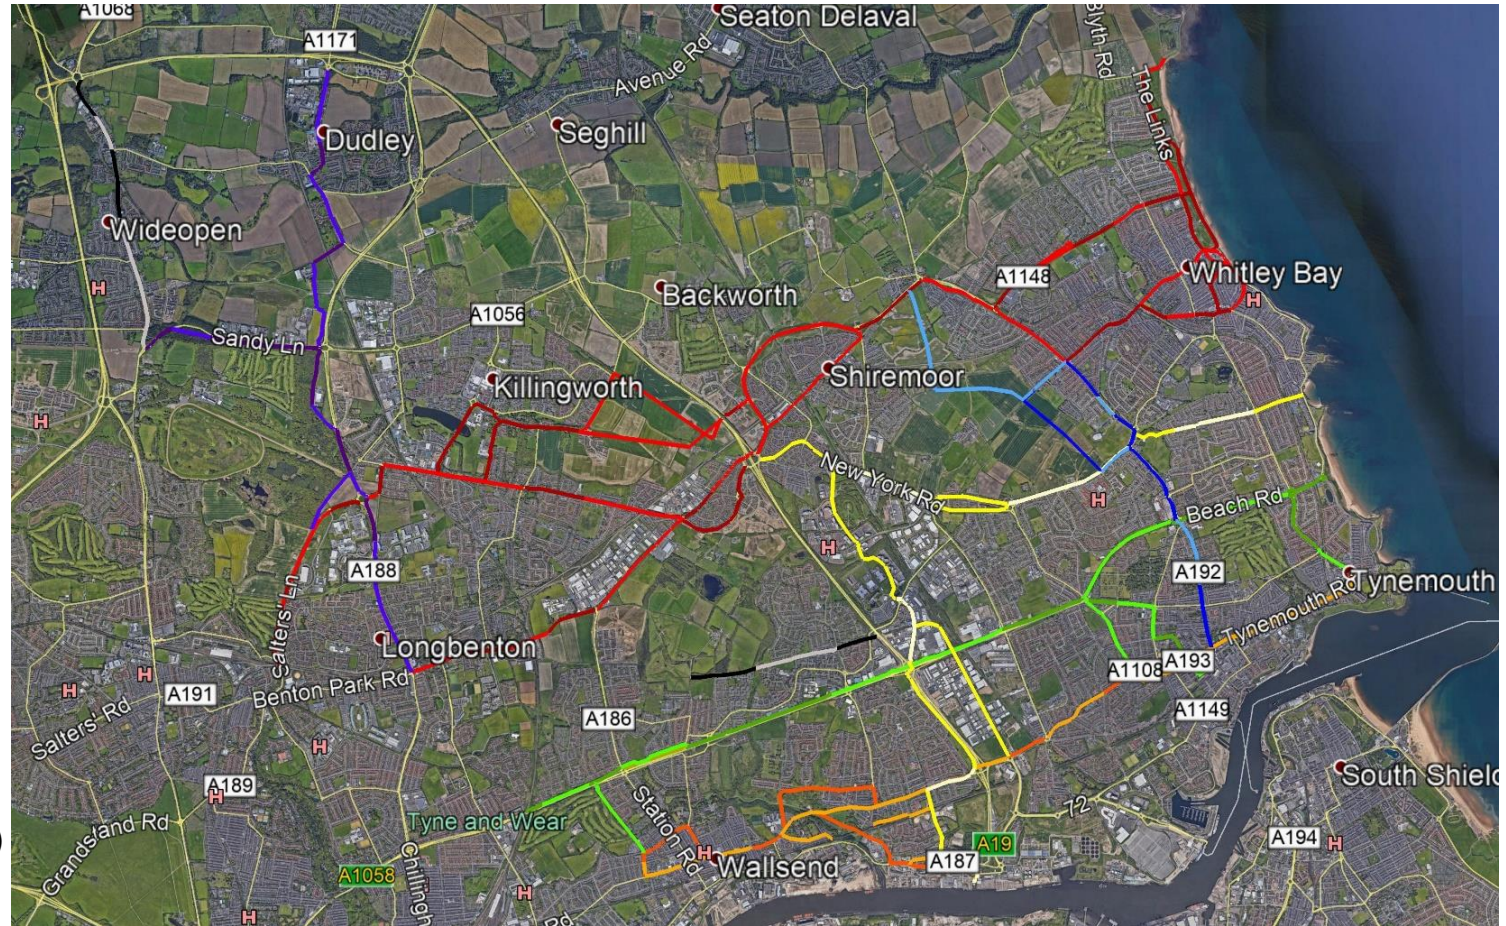 A1068
Seaton Delaval
Blyth Rd
A1171
Avenue Rd
The Links
Dudley
Seghill
Wideopen
A1148
Whitley Bay
H
H
Backworth
A1056
Sandy Ln
Killingworth
Shiremoor
H
New York Rd
H
Beach Rd
H
A188
A192
Tynemouth
Salters' Ln
Tynemouth Rd
Longbenton
A193
A1108
H
H
A191
Benton Park Rd
A186
A1149
Salters' Rd
H
South Shield
A189
H
Station Rd
72
Grandstand Rd
Tyne and Wear
A194
H
A19
H
Wallsend
A187
A1058
Chillingh
H
H
Rd
)